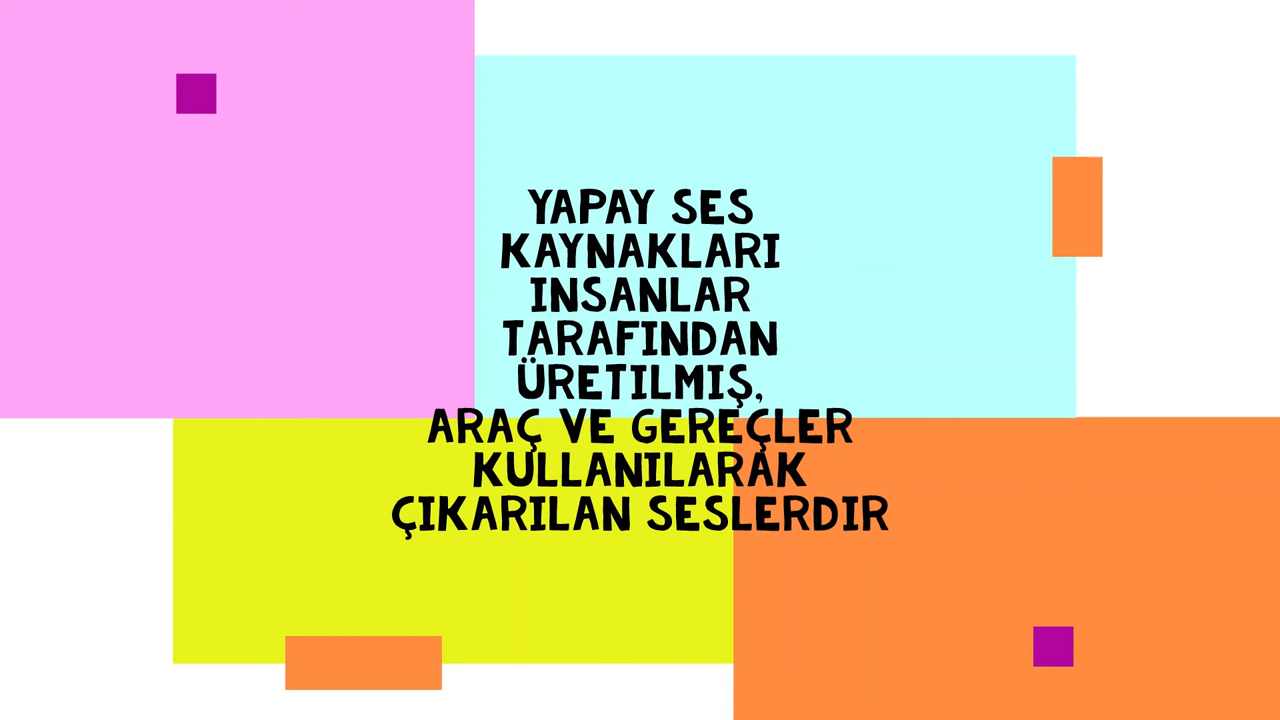 YAPAY SES
KAYNAKLARI
INSANLAR
TARAFINDAN
ÜRETILMIŞ,
ARAÇ VE GEREÇLER
KULLANILARAK
ÇIKARILAN SESLERDIR